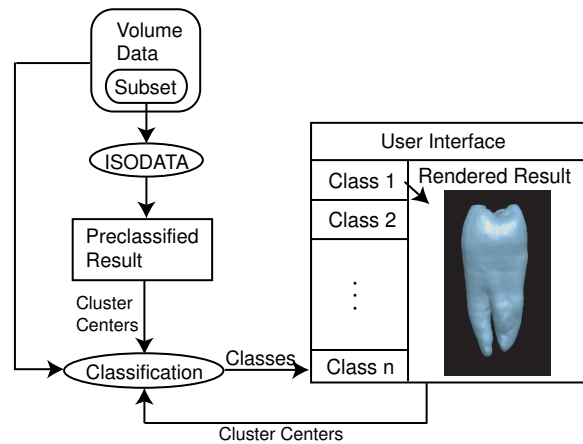 Volume
Data
Subset
ISODATA
Preclassified
Result
Cluster
Centers
Classification
Classes
User Interface
Class 1
Rendered Result
Class 2
⋮
Class n
Cluster Centers